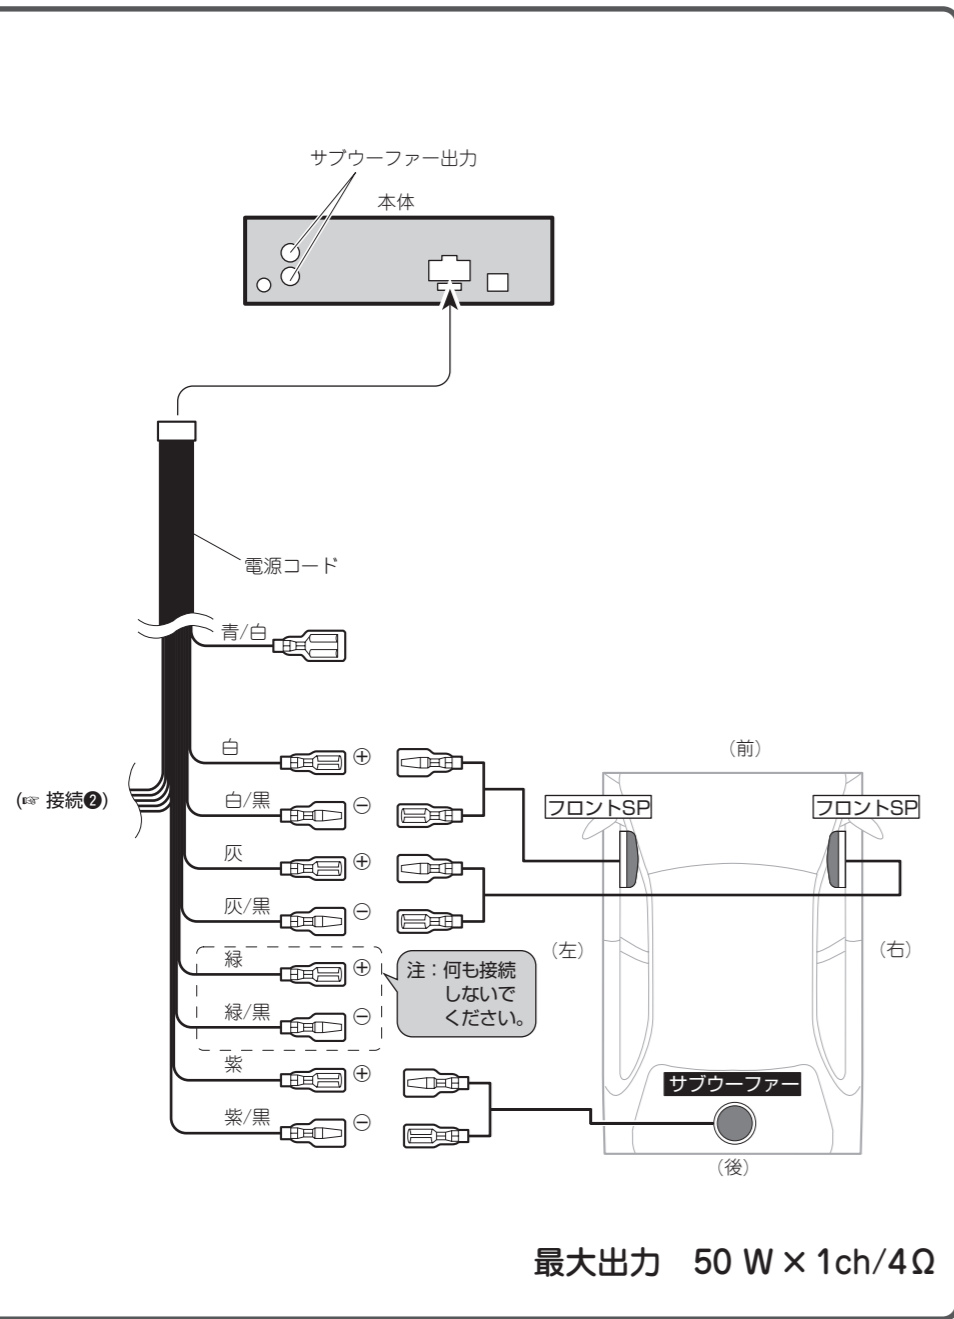 サブウーファー出力
本体
電源コード
青/白
白
⊕
白/黒
⊖
(☞ 接続❷)
灰
⊕
灰/黒
⊖
緑
⊕
緑/黒
⊖
注：何も接続
しないで
ください。
紫
⊕
紫/黒
⊖
（前）
フロントSP
フロントSP
（左）
（右）
サブウーファー
（後）
最大出力　50 W × 1ch/4Ω